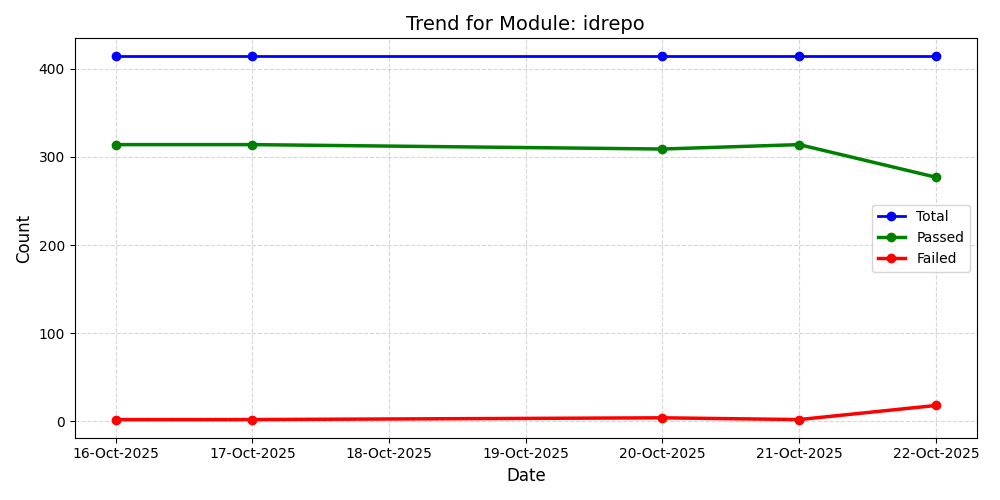 Trend for Module: idrepo
Count
400
300
200
100
0
Total
Passed
Failed
16-Oct-2025 17-Oct-2025 18-Oct-2025 19-Oct-2025 20-Oct-2025 21-Oct-2025 22-Oct-2025
Date